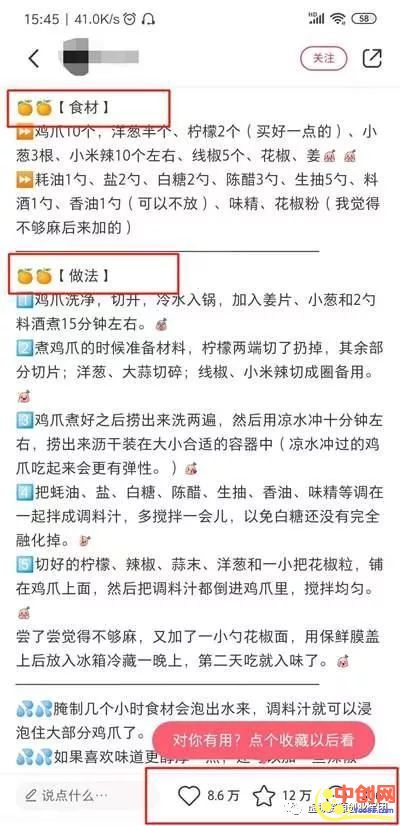 15:45 | 41.0K/s
58
关注
【食材】
鸡爪10个，洋葱半个、柠檬2个（买好一点的）、小
葱3根、小米辣10个左右、线椒5个、花椒、姜
耗油1勺、盐2勺、白糖2勺、陈醋3勺、生抽5勺、料
酒1勺、香油1勺（可以不放）、味精、花椒粉（我觉得
不够麻后来加的）
【做法】
1鸡爪洗净，切开，冷水入锅，加入姜片、小葱和2勺
料酒煮15分钟左右。
2煮鸡爪的时候准备材料，柠檬两端切了扔掉，其余部
分切片；洋葱、大蒜切碎；线椒、小米辣切成圈备用。
3鸡爪煮好之后捞出来洗两遍，然后用凉水冲十分钟左
右，捞出来沥干装在大小合适的容器中（凉水冲过的鸡
爪吃起来会更有弹性。）
4把蚝油、盐、白糖、陈醋、生抽、香油、味精等调在
一起拌成调料汁，多搅拌一会儿，以免白糖还没有完全
融化掉。
5切好的柠檬、辣椒、蒜末、洋葱和一小把花椒粒，铺
在鸡爪上面，然后把调料汁都倒进鸡爪里，搅拌均匀。
尝了尝觉得不够麻，又加了一小勺花椒面，用保鲜膜盖
上后放入冰箱冷藏一晚上，第二天吃就入味了。
腌制几个小时食材会泡出水来，调料汁就可以浸
泡住大部分鸡爪了。
如果喜欢味道更
对你有用？点个收藏以后看
说点什么...
8.6万
12万
中创网